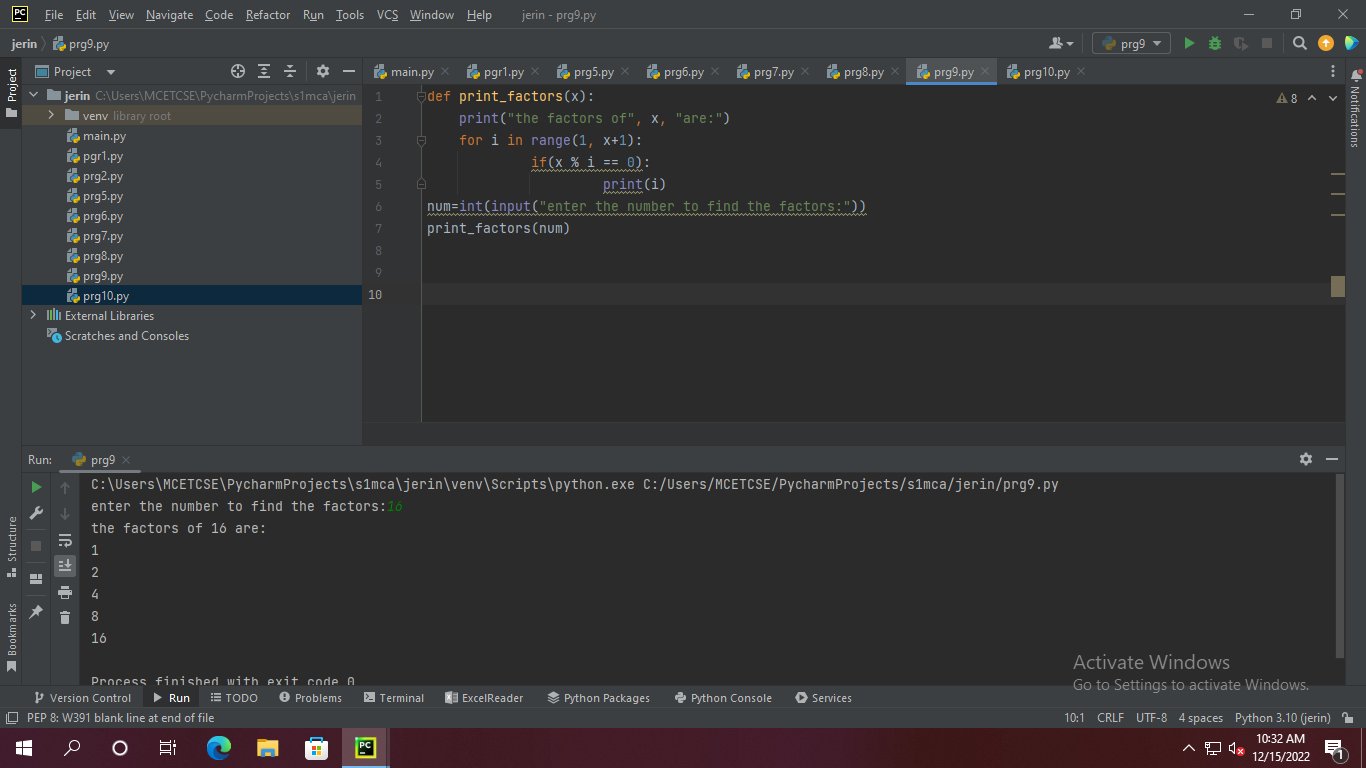 PC File Edit View Navigate Code Refactor Run Tools VCS Window Help jerin - prg9.py
jerin prg9.py prg9
Project
Project
main.py pgr1.py prg5.py prg6.py prg7.py prg8.py prg9.py prg10.py
Notifications
jerin C:\Users\MCETCSE\PycharmProjects\s1mca\jerin
venv library root
main.py
pgr1.py
prg2.py
prg5.py
prg6.py
prg7.py
prg8.py
prg9.py
prg10.py
External Libraries
Scratches and Consoles
8
1 def print_factors(x):
2 print("the factors of", x, "are:")
3 for i in range(1, x+1):
4 if(x % i == 0):
5 print(i)
6 num=int(input("enter the number to find the factors:"))
7 print_factors(num)
8
9
10
Run: prg9
Structure
Bookmarks
C:\Users\MCETCSE\PycharmProjects\s1mca\jerin\venv\Scripts\python.exe C:/Users/MCETCSE/PycharmProjects/s1mca/jerin/prg9.py
enter the number to find the factors:16
the factors of 16 are:
1
2
4
8
16
Process finished with exit code 0
Activate Windows
Go to Settings to activate Windows.
Version Control Run TODO Problems Terminal ExcelReader Python Packages Python Console Services
PEP 8: W391 blank line at end of file 10:1 CRLF UTF-8 4 spaces Python 3.10 (jerin)
PC
10:32 AM
12/15/2022
1